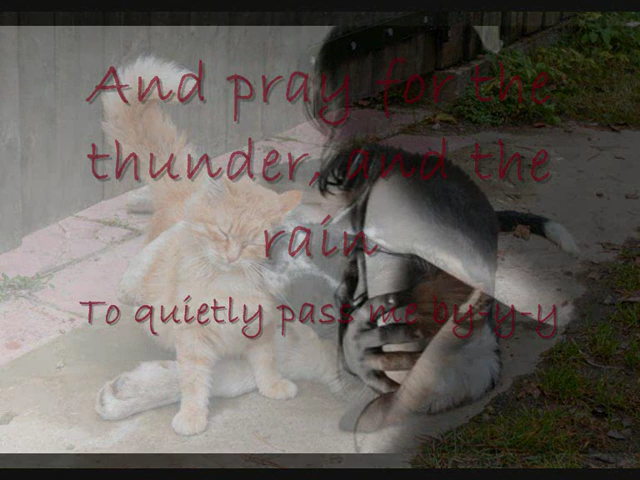 And pray for the
thunder, and the
rain
To quietly pass me by-y-y